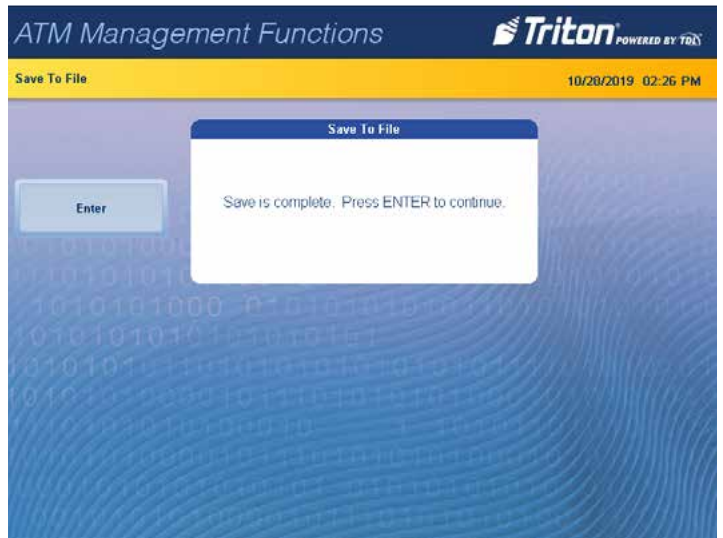 ATM Management Functions
Triton POWERED BY TDL
Save To File
10/20/2019 02:26 PM
Save To File
Save is complete. Press ENTER to continue.
Enter